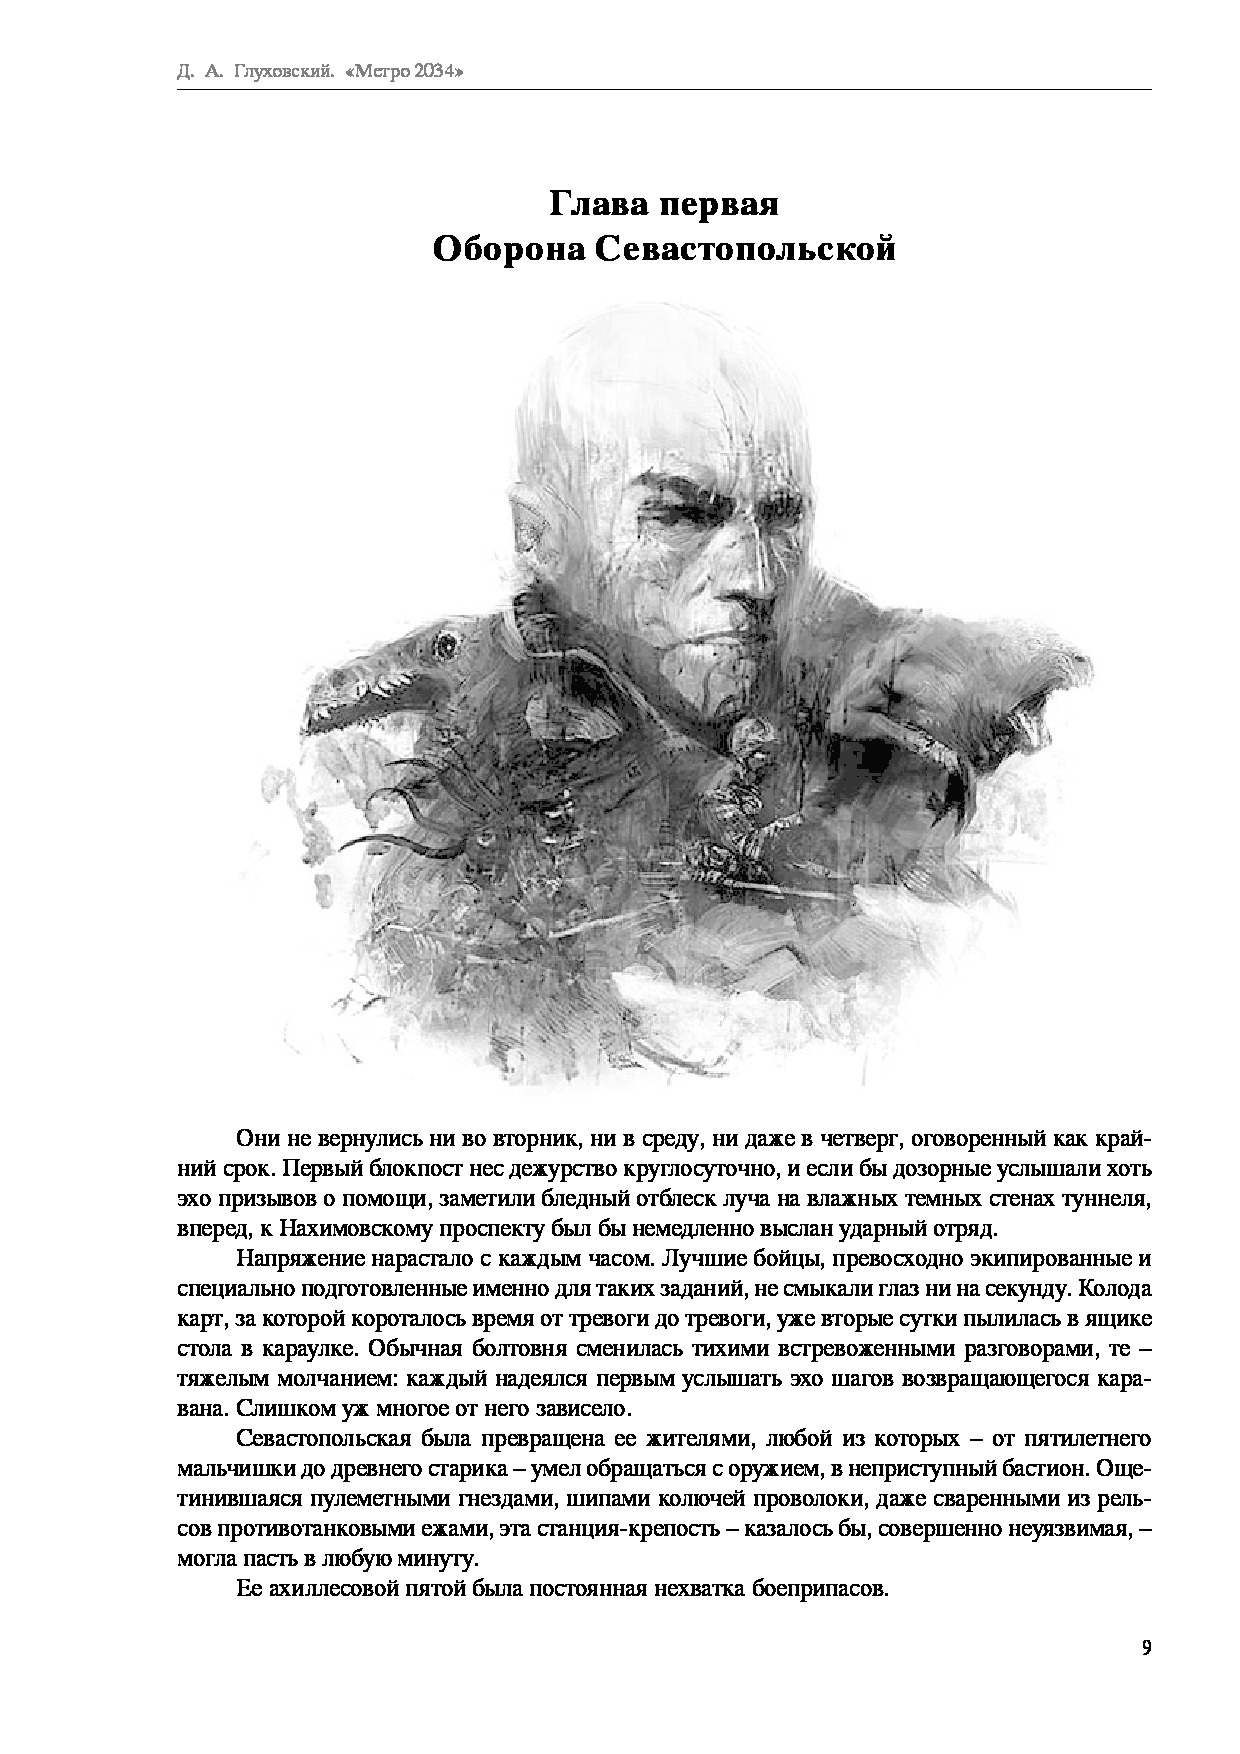 Д. А. Глуховский. «Метро 2034»
Глава первая
Оборона Севастопольской
Они не вернулись ни во вторник, ни в среду, ни даже в четверг, оговоренный как край-
ний срок. Первый блокпост нес дежурство круглосуточно, и если бы дозорные услышали хоть
эхо призывов о помощи, заметили бледный отблеск луча на влажных темных стенах туннеля,
вперед, к Нахимовскому проспекту был бы немедленно выслан ударный отряд.
Напряжение нарастало с каждым часом. Лучшие бойцы, превосходно экипированные и
специально подготовленные именно для таких заданий, не смыкали глаз ни на секунду. Колода
карт, за которой короталось время от тревоги до тревоги, уже вторые сутки пылилась в ящике
стола в караулке. Обычная болтовня сменилась тихими встревоженными разговорами, те –
тяжелым молчанием: каждый надеялся первым услышать эхо шагов возвращающегося кара-
вана. Слишком уж многое от него зависело.
Севастопольская была превращена ее жителями, любой из которых – от пятилетнего
мальчишки до древнего старика – умел обращаться с оружием, в неприступный бастион. Още-
тинившаяся пулеметными гнездами, шипами колючей проволоки, даже сваренными из рель-
сов противотанковыми ежами, эта станция-крепость – казалось бы, совершенно неуязвимая, –
могла пасть в любую минуту.
Ее ахиллесовой пятой была постоянная нехватка боеприпасов.
9